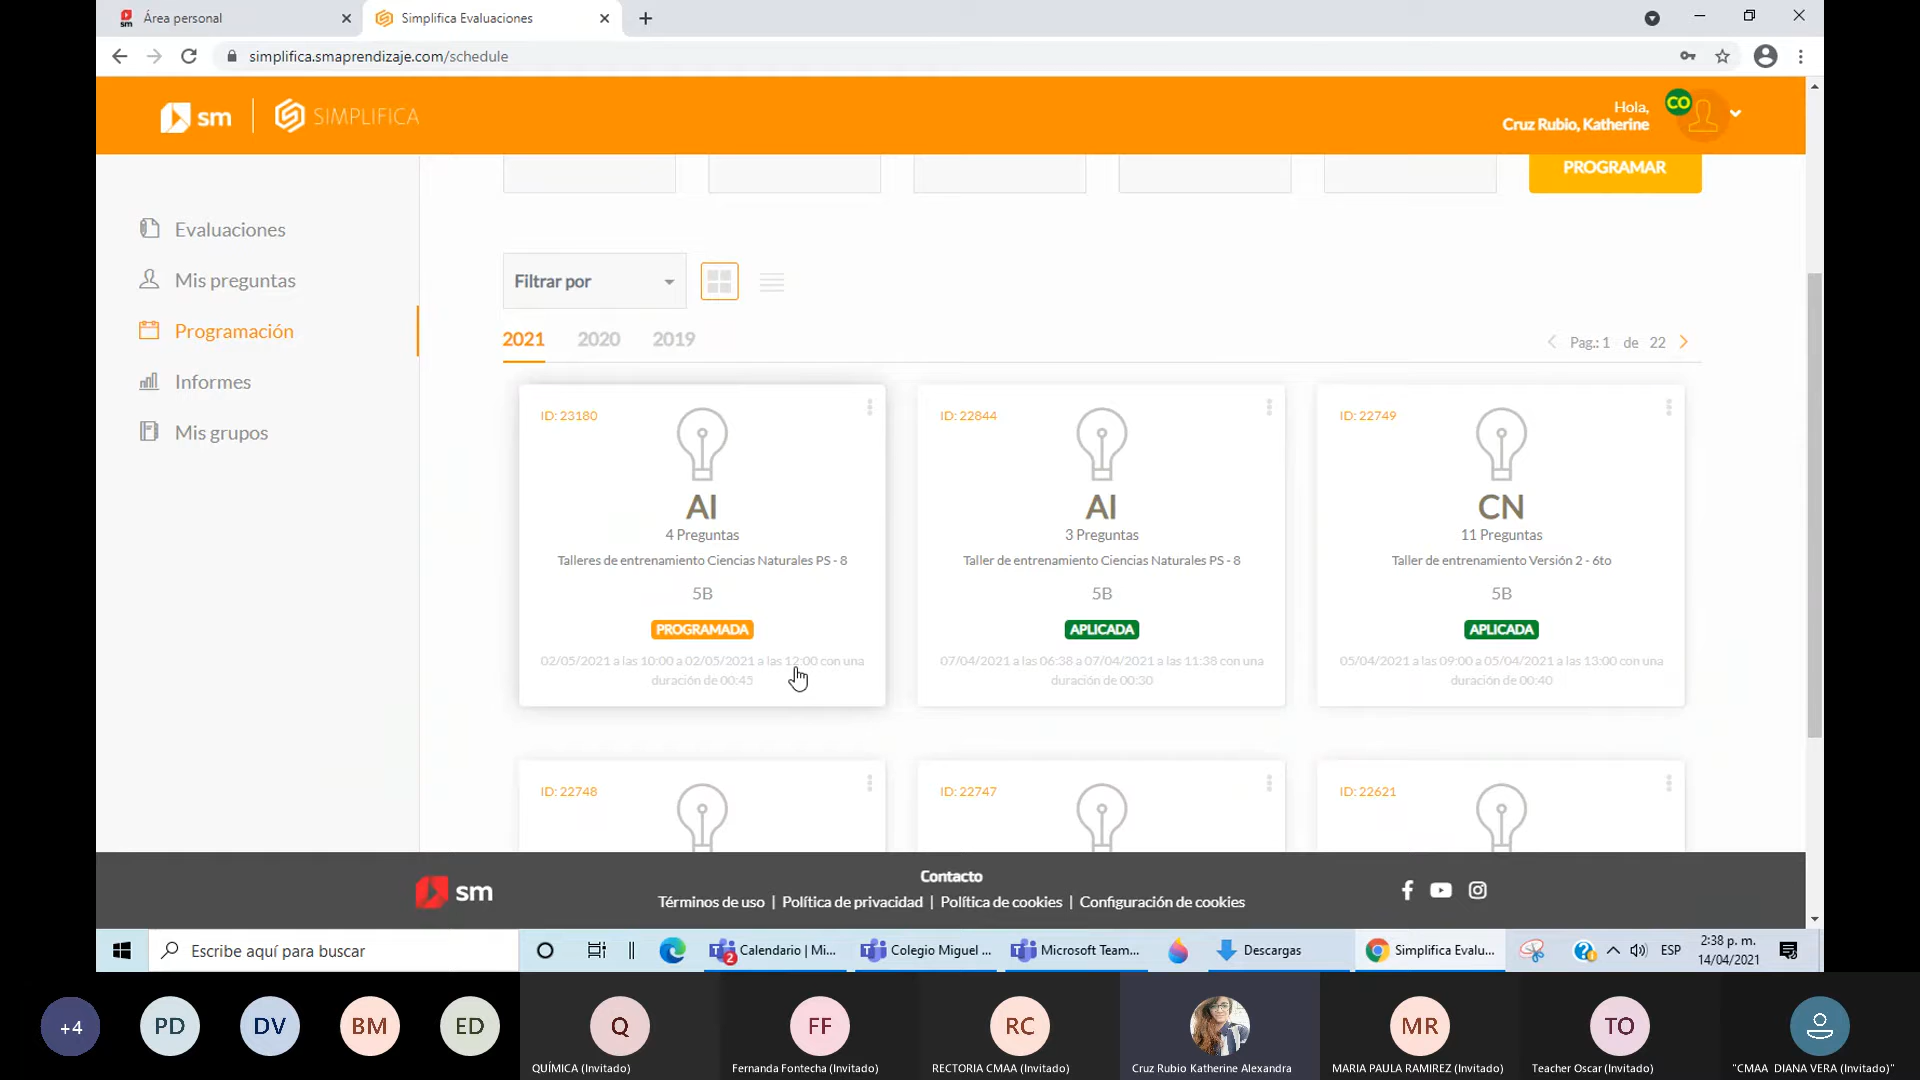 Área personal
Simplifica Evaluaciones
simplifica.smaprendizaje.com/schedule
sm
SIMPLIFICA
Hola,
Cruz Rubio, Katherine
CO
PROGRAMAR
Evaluaciones
Mis preguntas
Programación
Informes
Mis grupos
Filtrar por
2021 2020 2019
Pag.: 1 de 22
ID: 23180
AI
4 Preguntas
Talleres de entrenamiento Ciencias Naturales PS - 8
5B
PROGRAMADA
02/05/2021 a las 10:00 a 02/05/2021 a las 12:00 con una
duración de 00:45
ID: 22844
AI
3 Preguntas
Taller de entrenamiento Ciencias Naturales PS - 8
5B
APLICADA
07/04/2021 a las 06:38 a 07/04/2021 a las 11:38 con una
duración de 00:30
ID: 22749
CN
11 Preguntas
Taller de entrenamiento Versión 2 - 6to
5B
APLICADA
05/04/2021 a las 09:00 a 05/04/2021 a las 13:00 con una
duración de 00:40
ID: 22748
ID: 22747
ID: 22621
sm
Contacto
Términos de uso | Política de privacidad | Política de cookies | Configuración de cookies
Escribe aquí para buscar
2
Calendario | Mi...
Colegio Miguel ...
Microsoft Team...
Descargas
Simplifica Evalu...
ESP
2:38 p. m.
14/04/2021
+4
PD
DV
BM
ED
Q
QUÍMICA (Invitado)
FF
Fernanda Fontecha (Invitado)
RC
RECTORIA CMAA (Invitado)
Cruz Rubio Katherine Alexandra
MR
MARIA PAULA RAMIREZ (Invitado)
TO
Teacher Oscar (Invitado)
"CMAA DIANA VERA (Invitado)"